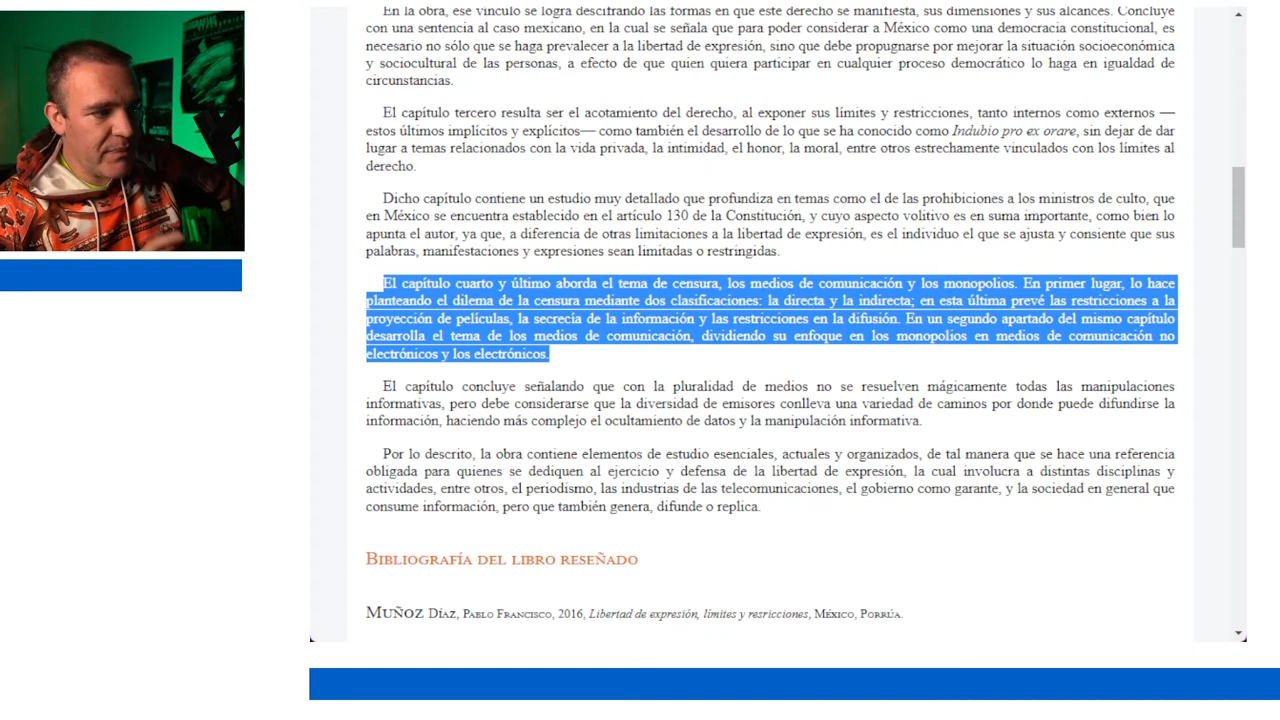 En la obra, ese vínculo se logra descifrando las formas en que este derecho se manifiesta, sus dimensiones y sus alcances. Concluye
con una sentencia al caso mexicano, en la cual se señala que para poder considerar a México como una democracia constitucional, es
necesario no sólo que se haga prevalecer a la libertad de expresión, sino que debe propugnarse por mejorar la situación socioeconómica
y sociocultural de las personas, a efecto de que quien quiera participar en cualquier proceso democrático lo haga en igualdad de
circunstancias.
El capítulo tercero resulta ser el acotamiento del derecho, al exponer sus límites y restricciones, tanto internos como externos —
estos últimos implícitos y explícitos— como también el desarrollo de lo que se ha conocido como Indubio pro ex orare, sin dejar de dar
lugar a temas relacionados con la vida privada, la intimidad, el honor, la moral, entre otros estrechamente vinculados con los límites al
derecho.
Dicho capítulo contiene un estudio muy detallado que profundiza en temas como el de las prohibiciones a los ministros de culto, que
en México se encuentra establecido en el artículo 130 de la Constitución, y cuyo aspecto volitivo es en suma importante, como bien lo
apunta el autor, ya que, a diferencia de otras limitaciones a la libertad de expresión, es el individuo el que se ajusta y consiente que sus
palabras, manifestaciones y expresiones sean limitadas o restringidas.
El capítulo cuarto y último aborda el tema de censura, los medios de comunicación y los monopolios. En primer lugar, lo hace
planteando el dilema de la censura mediante dos clasificaciones: la directa y la indirecta; en esta última prevé las restricciones a la
proyección de películas, la secrecía de la información y las restricciones en la difusión. En un segundo apartado del mismo capítulo
desarrolla el tema de los medios de comunicación, dividiendo su enfoque en los monopolios en medios de comunicación no
electrónicos y los electrónicos.
El capítulo concluye señalando que con la pluralidad de medios no se resuelven mágicamente todas las manipulaciones
informativas, pero debe considerarse que la diversidad de emisores conlleva una variedad de caminos por donde puede difundirse la
información, haciendo más complejo el ocultamiento de datos y la manipulación informativa.
Por lo descrito, la obra contiene elementos de estudio esenciales, actuales y organizados, de tal manera que se hace una referencia
obligada para quienes se dediquen al ejercicio y defensa de la libertad de expresión, la cual involucra a distintas disciplinas y
actividades, entre otros, el periodismo, las industrias de las telecomunicaciones, el gobierno como garante, y la sociedad en general que
consume información, pero que también genera, difunde o replica.
BIBLIOGRAFÍA DEL LIBRO RESEÑADO
MUÑOZ DÍAZ, PABLO FRANCISCO, 2016, Libertad de expresión, límites y resricciones, MÉXICO, PORRÚA.